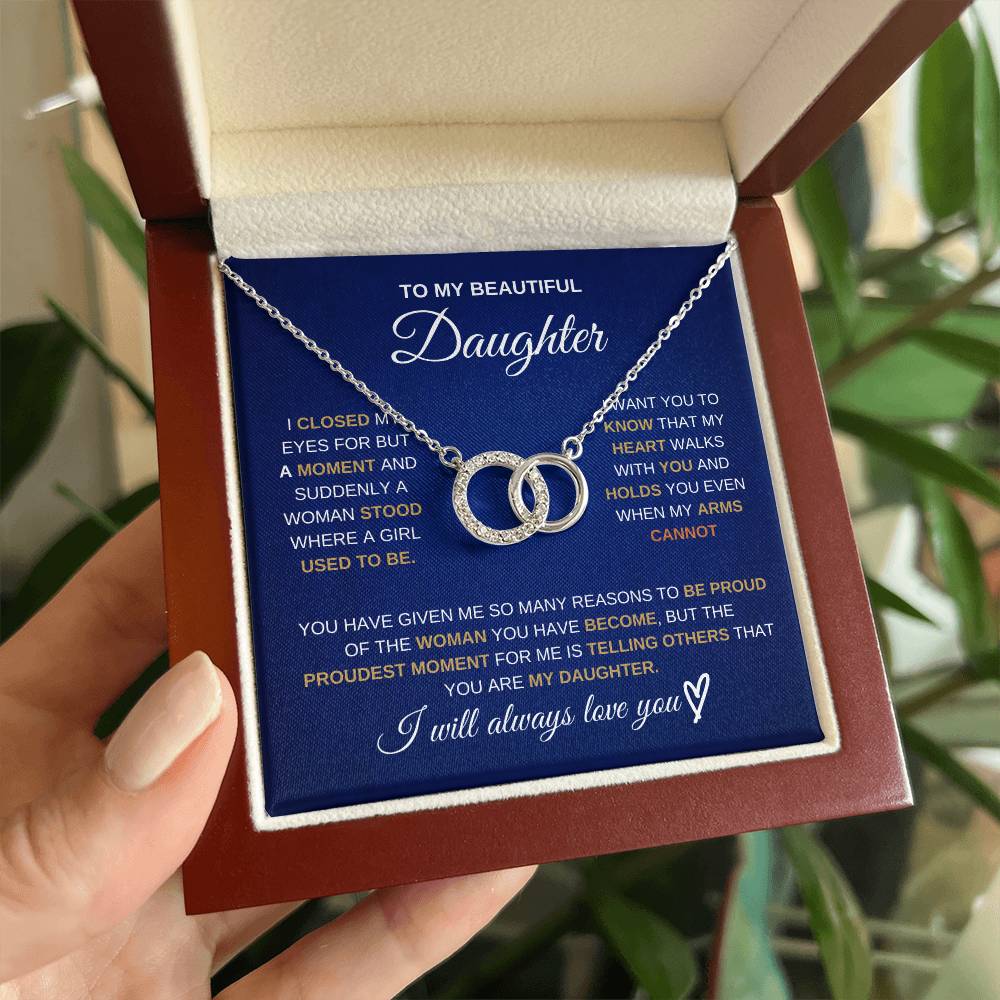 TO MY BEAUTIFUL
Daughter
I CLOSED MY
EYES FOR BUT
A MOMENT AND
SUDDENLY A
WOMAN STOOD
WHERE A GIRL
USED TO BE.
I WANT YOU TO
KNOW THAT MY
HEART WALKS
WITH YOU AND
HOLDS YOU EVEN
WHEN MY ARMS
CANNOT
YOU HAVE GIVEN ME SO MANY REASONS TO BE PROUD
OF THE WOMAN YOU HAVE BECOME, BUT THE
PROUDEST MOMENT FOR ME IS TELLING OTHERS THAT
YOU ARE MY DAUGHTER.
I will always love you